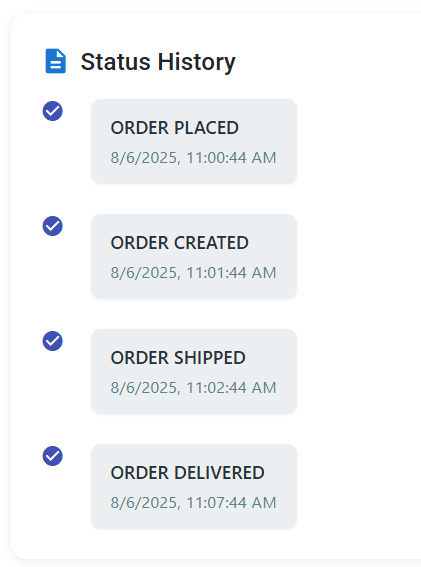 Status History
ORDER PLACED
8/6/2025, 11:00:44 AM
ORDER CREATED
8/6/2025, 11:01:44 AM
ORDER SHIPPED
8/6/2025, 11:02:44 AM
ORDER DELIVERED
8/6/2025, 11:07:44 AM